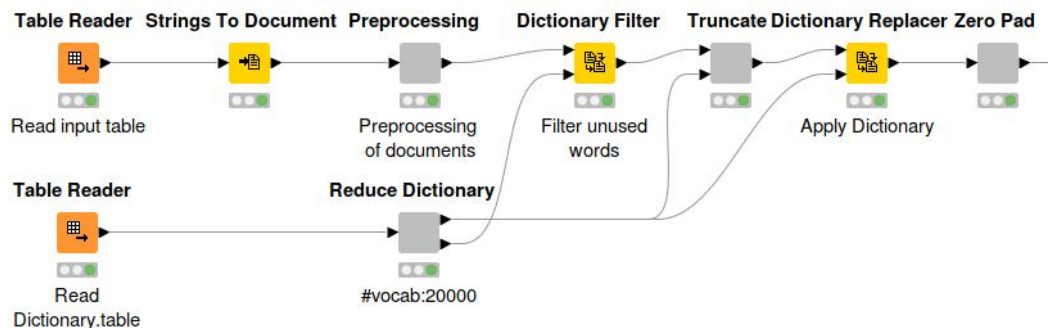 Table Reader
Strings To Document
Preprocessing
Dictionary Filter
Truncate
Dictionary Replacer
Zero Pad
Read input table
Preprocessing
of documents
Filter unused
words
Apply Dictionary
Table Reader
Reduce Dictionary
Read
Dictionary.table
#vocab:20000